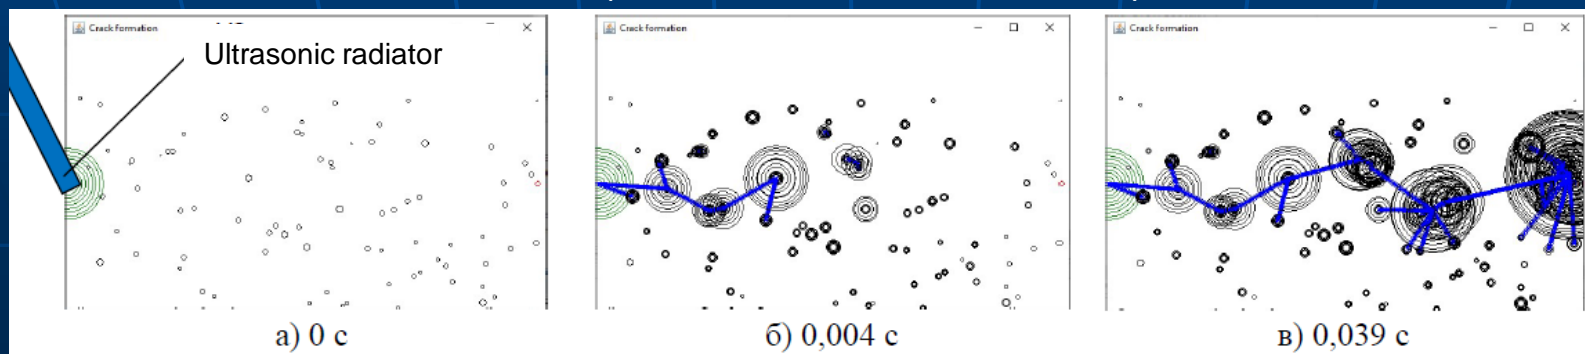 Crack formation
Ultrasonic radiator
Crack formation
Crack formation
а) 0 с
б) 0,004 с
в) 0,039 с